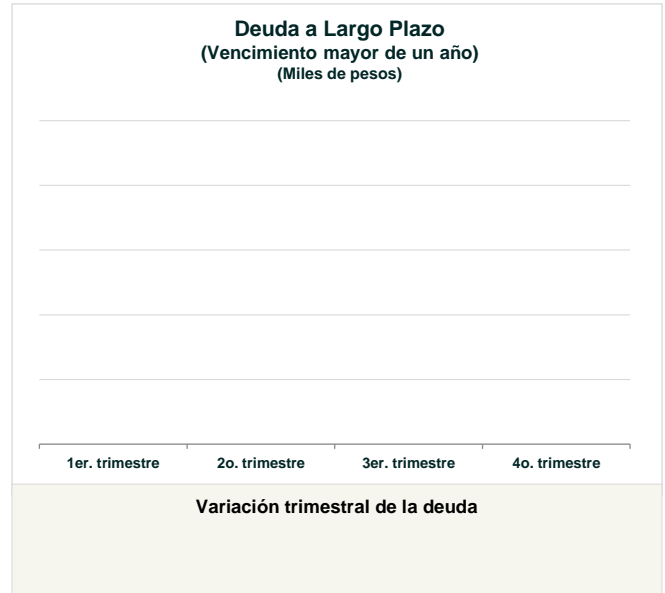 Deuda a Largo Plazo
(Vencimiento mayor de un año)
(Miles de pesos)
1er. trimestre 2o. trimestre 3er. trimestre 4o. trimestre
Variación trimestral de la deuda